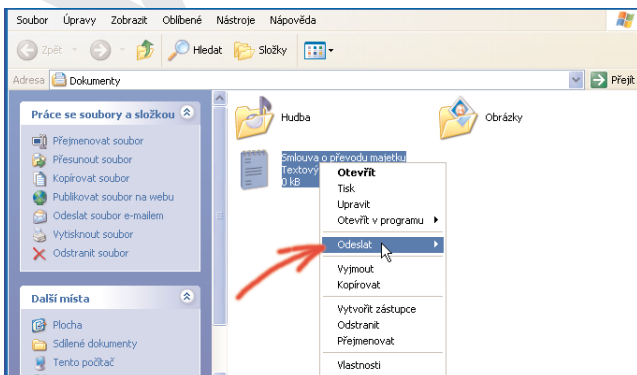 Soubor Úpravy Zobrazit Oblíbené Nástroje Nápověda
Zpět Hledat Složky
Adresa Dokumenty Přejít
Práce se soubory a složkou
Přejmenovat soubor
Přesunout soubor
Kopírovat soubor
Publikovat soubor na webu
Odeslat soubor e-mailem
Vytisknout soubor
Odstranit soubor
Další místa
Plocha
Sdílené dokumenty
Tento počítač
Hudba
Obrázky
Smlouva o převodu majetku
Textový
0 kB
Otevřít
Tisk
Upravit
Otevřít v programu
Odeslat
Vyjmout
Kopírovat
Vytvořit zástupce
Odstranit
Přejmenovat
Vlastnosti